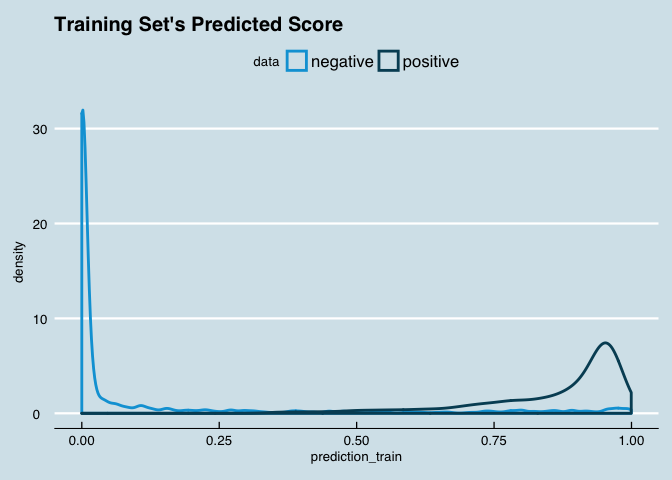 Training Set's Predicted Score
data negative positive
30
20
10
0
density
0.00 0.25 0.50 0.75 1.00
prediction_train